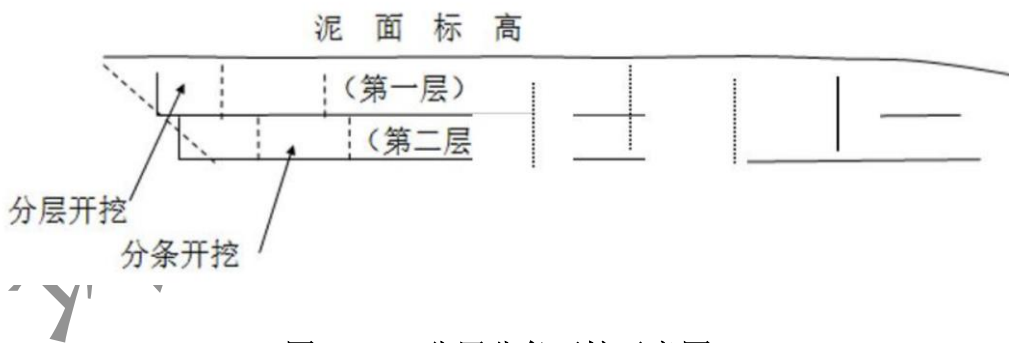 泥 面 标 高
（第一层）
（第二层
分层开挖
分条开挖